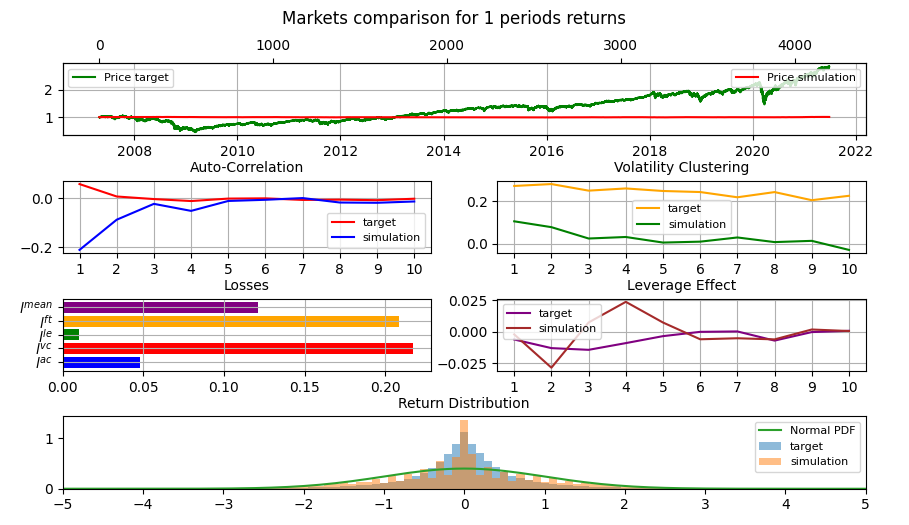 Markets comparison for 1 periods returns
0 1000 2000 3000 4000
Price target
Price simulation
2
1
2008 2010 2012 2014 2016 2018 2020 2022
Auto-Correlation
0.0
−0.2
target
simulation
1 2 3 4 5 6 7 8 9 10
Volatility Clustering
0.2
0.0
target
simulation
1 2 3 4 5 6 7 8 9 10
Losses
l^mean
l^ft
l^le
l^vc
l^ac
0.00 0.05 0.10 0.15 0.20
Leverage Effect
0.025
0.000
−0.025
target
simulation
1 2 3 4 5 6 7 8 9 10
Return Distribution
1
0
Normal PDF
target
simulation
−5 −4 −3 −2 −1 0 1 2 3 4 5